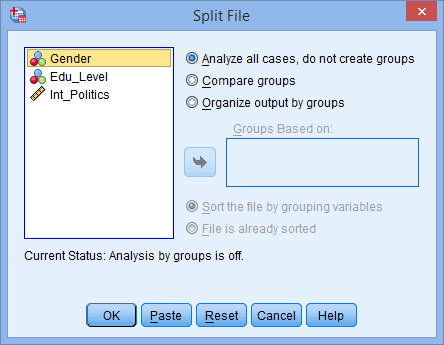 Split File
Gender
Edu_Level
Int_Politics
Analyze all cases, do not create groups
Compare groups
Organize output by groups
Groups Based on:
Sort the file by grouping variables
File is already sorted
Current Status: Analysis by groups is off.
OK
Paste
Reset
Cancel
Help